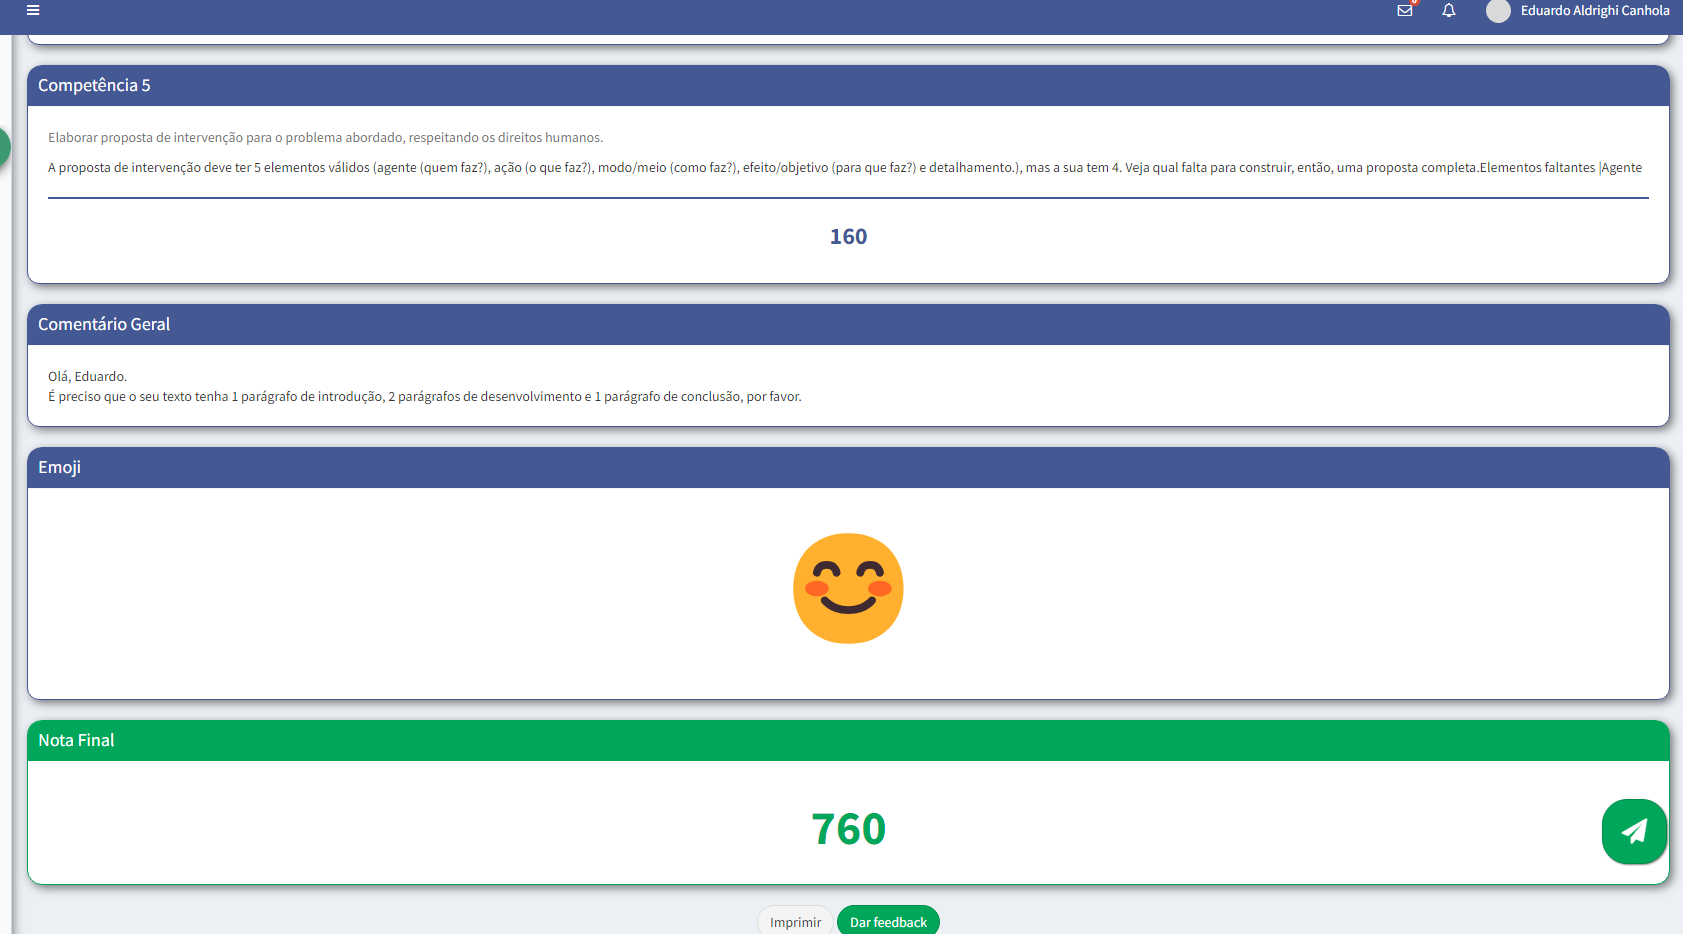 Eduardo Aldrighi Canhola
Competência 5
Elaborar proposta de intervenção para o problema abordado, respeitando os direitos humanos.
A proposta de intervenção deve ter 5 elementos válidos (agente (quem faz?), ação (o que faz?), modo/meio (como faz?), efeito/objetivo (para que faz?) e detalhamento.), mas a sua tem 4. Veja qual falta para construir, então, uma proposta completa.Elementos faltantes |Agente
160
Comentário Geral
Olá, Eduardo.
É preciso que o seu texto tenha 1 parágrafo de introdução, 2 parágrafos de desenvolvimento e 1 parágrafo de conclusão, por favor.
Emoji
Nota Final
760
Imprimir
Dar feedback